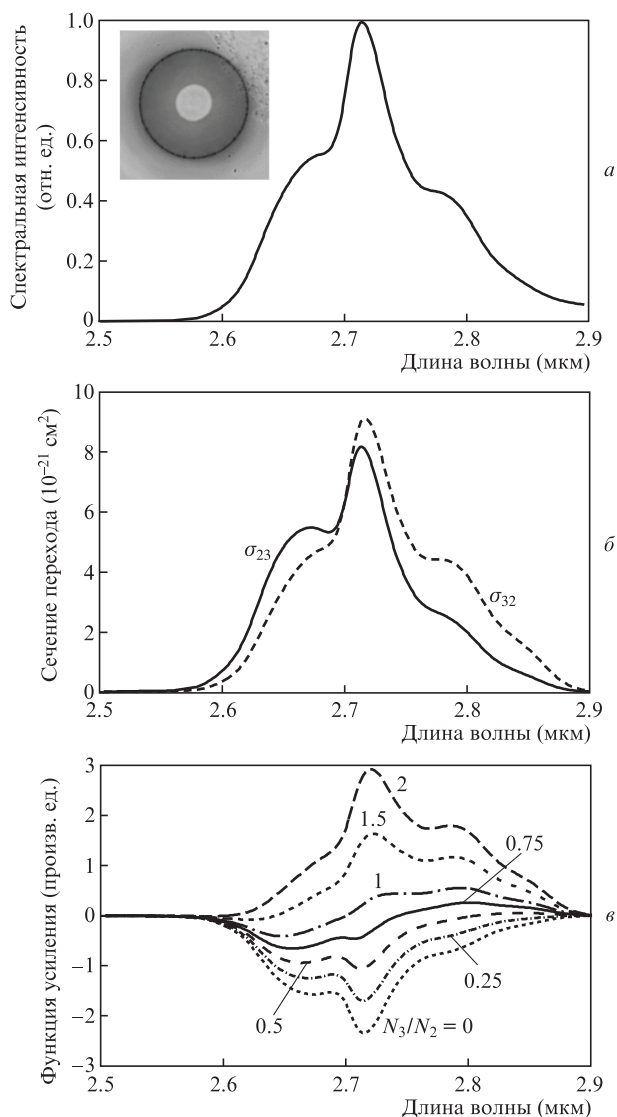 Спектральная интенсивность
(отн. ед.)
1.0
0.8
0.6
0.4
0.2
0
2.5 2.6 2.7 2.8 2.9
Длина волны (мкм)
а
Сечение перехода (10⁻²¹ см²)
10
8
6
4
2
0
σ₂₃
σ₃₂
2.5 2.6 2.7 2.8 2.9
Длина волны (мкм)
б
Функция усиления (произв. ед.)
3
2
1
0
−1
−2
−3
2
1.5
0.75
1
0.25
0.5
N₃/N₂ = 0
2.5 2.6 2.7 2.8 2.9
Длина волны (мкм)
в